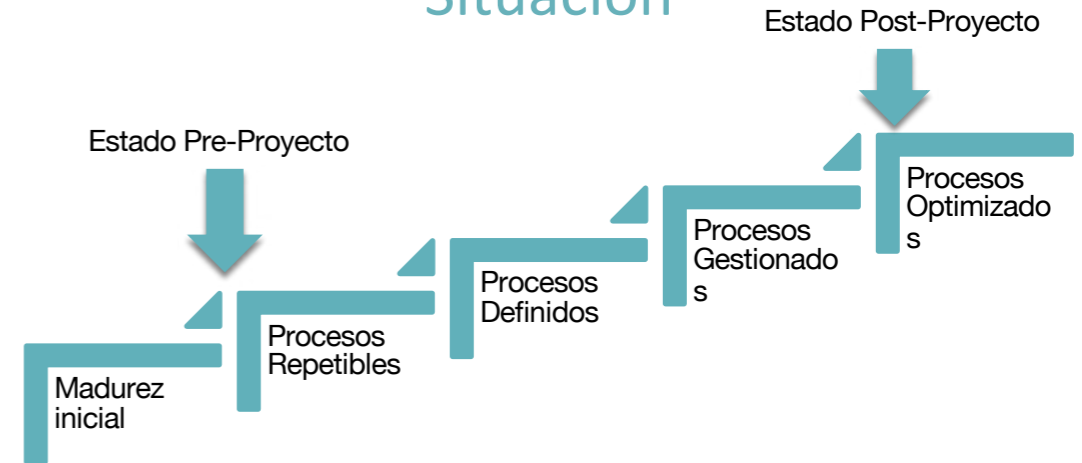 Situación
Estado Post-Proyecto
Estado Pre-Proyecto
Procesos
Optimizado
s
Procesos
Gestionado
s
Procesos
Definidos
Procesos
Repetibles
Madurez
inicial